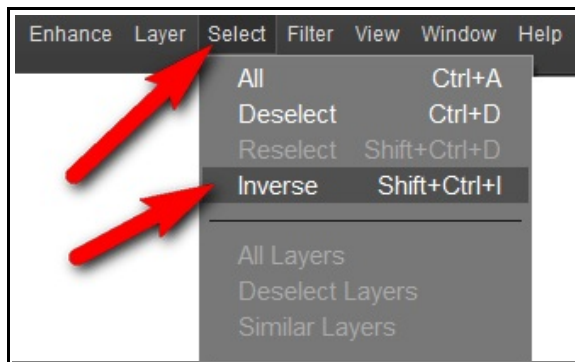 Enhance Layer Select Filter View Window Help
All Ctrl+A
Deselect Ctrl+D
Reselect Shift+Ctrl+D
Inverse Shift+Ctrl+I
All Layers
Deselect Layers
Similar Layers